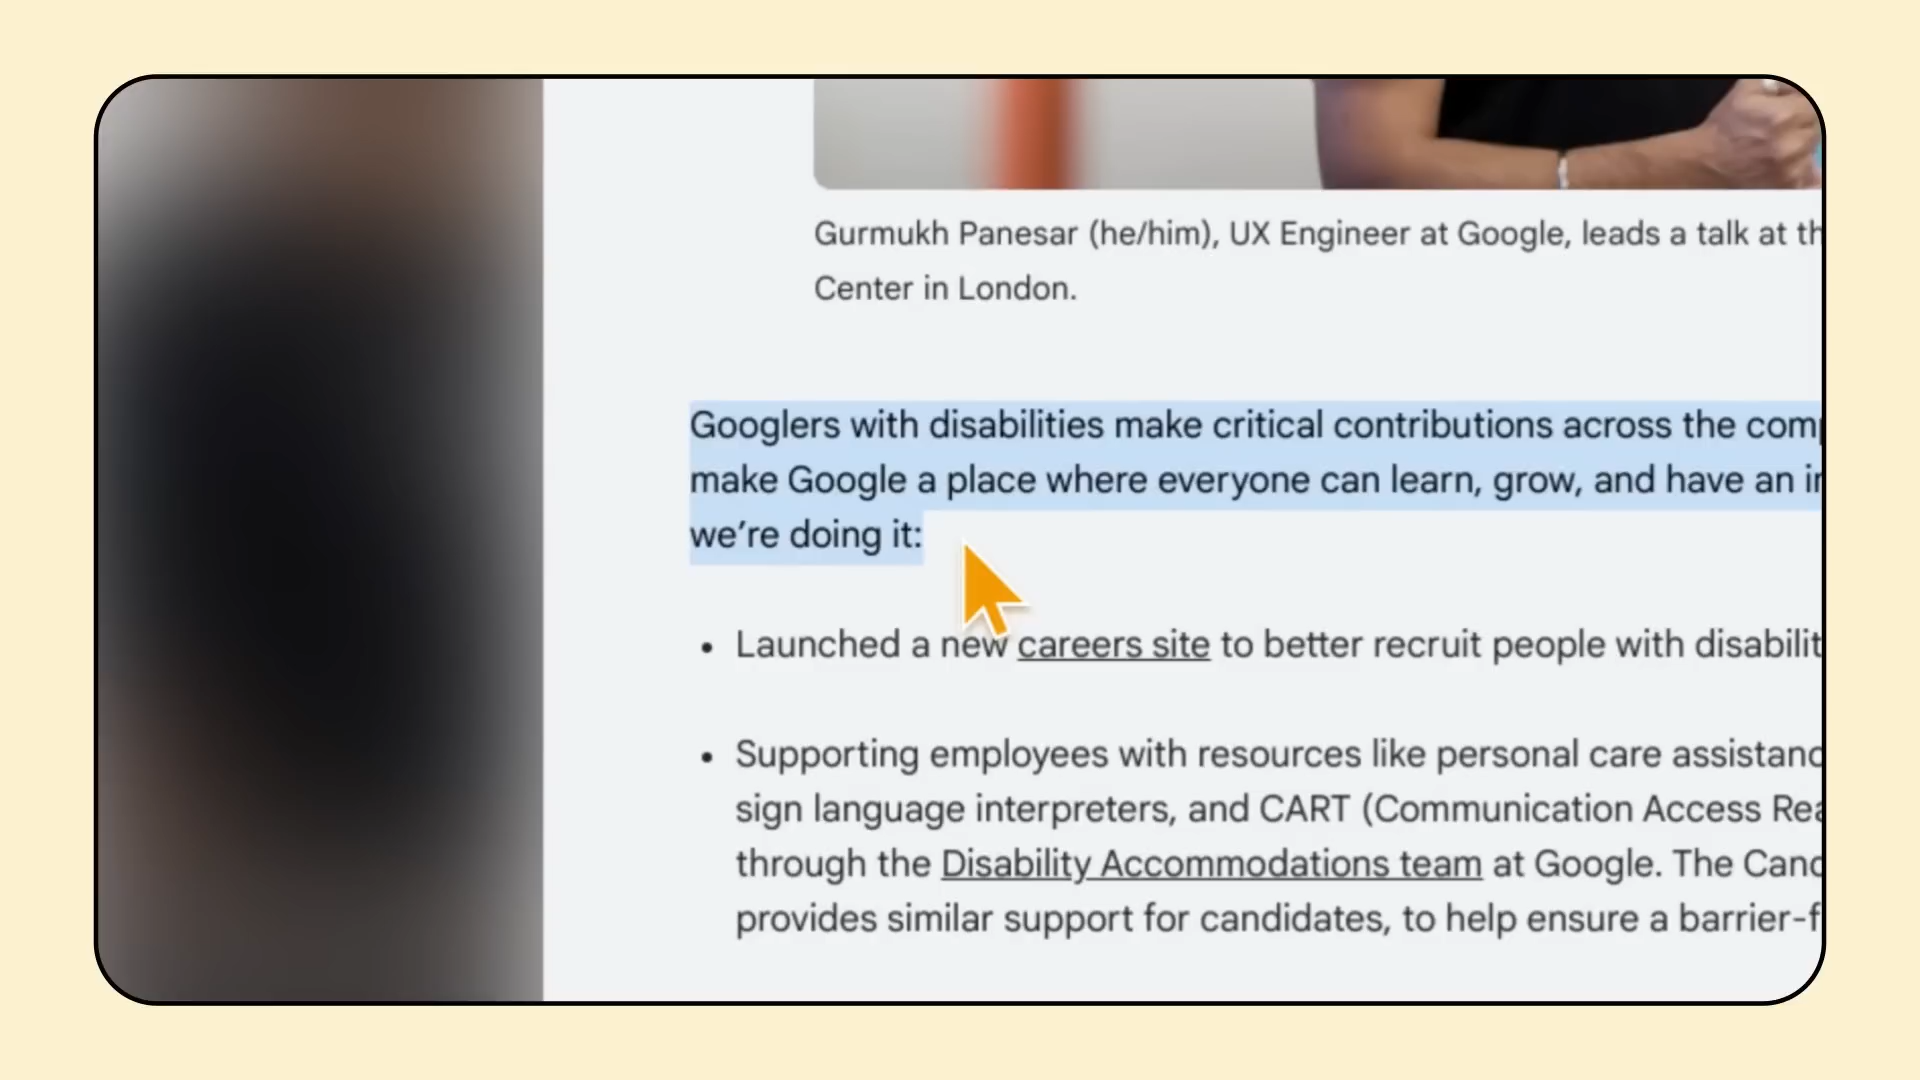 Gurmukh Panesar (he/him), UX Engineer at Google, leads a talk at th
Center in London.
Googlers with disabilities make critical contributions across the comp
make Google a place where everyone can learn, grow, and have an
we're doing it:
• Launched a new careers site to better recruit people with disabilit
• Supporting employees with resources like personal care assistanc
sign language interpreters, and CART (Communication Access Rea
through the Disability Accommodations team at Google. The Cand
provides similar support for candidates, to help ensure a barrier-f